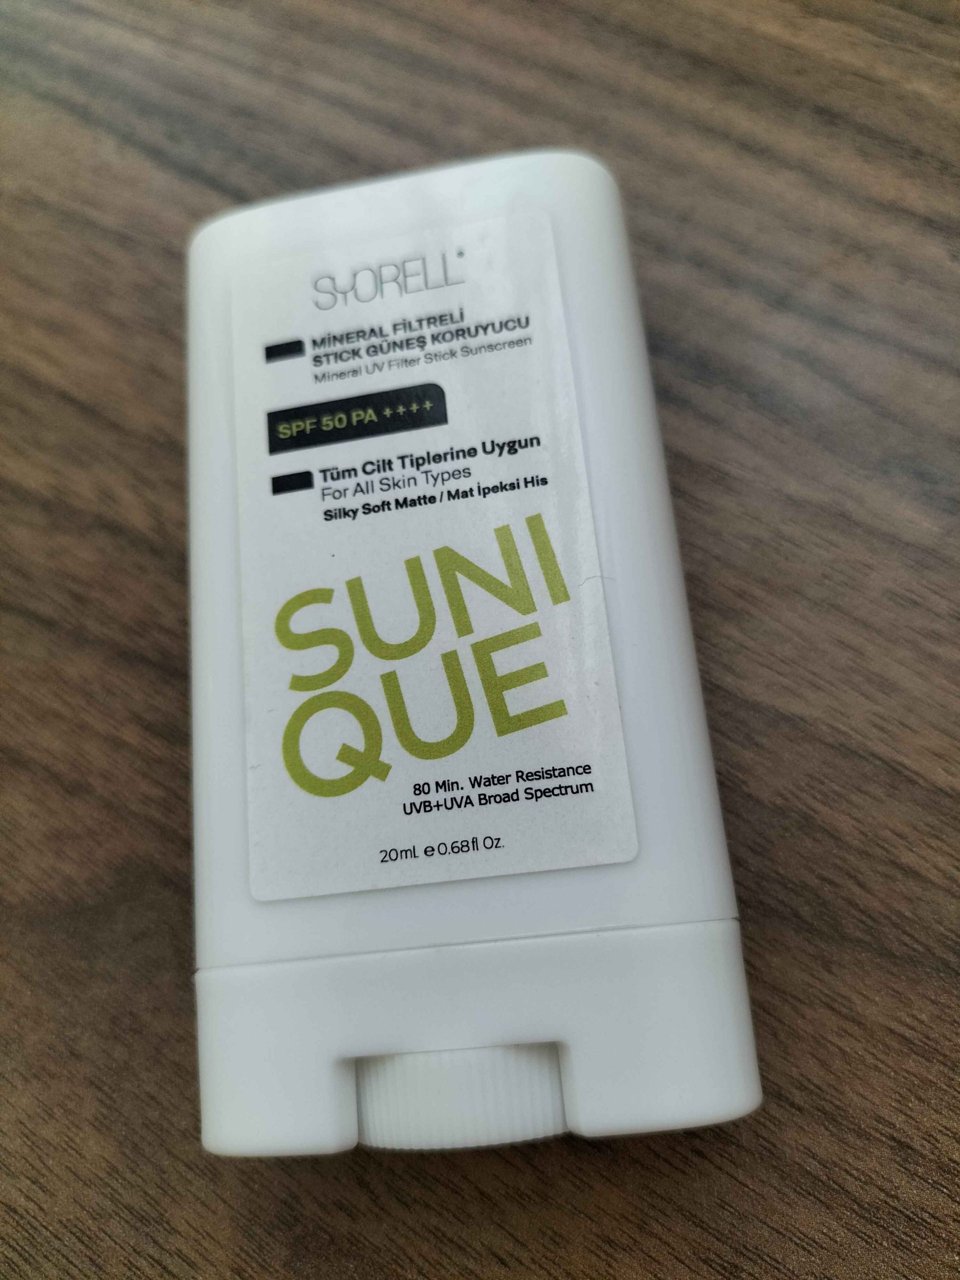 SYORELL
MİNERAL FİLTRELİ
STICK GÜNEŞ KORUYUCU
Mineral UV Filter Stick Sunscreen
SPF 50 PA ++++
Tüm Cilt Tiplerine Uygun
For All Skin Types
Silky Soft Matte / Mat İpeksi His
SUNI
QUE
80 Min. Water Resistance
UVB+UVA Broad Spectrum
20mL e 0.68fl Oz.